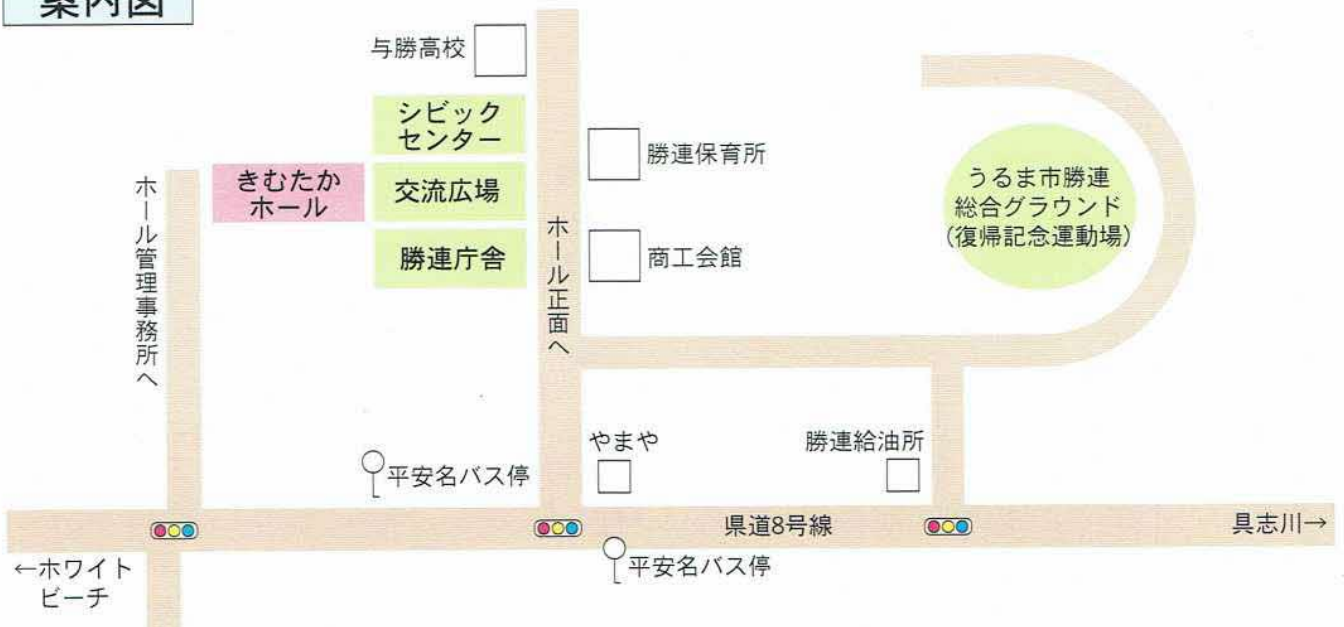 案内図
与勝高校
シビック
センター
勝連保育所
きむたか
ホール
交流広場
うるま市勝連
総合グラウンド
(復帰記念運動場)
ホール管理事務所へ
ホール正面へ
勝連庁舎
商工会館
やまや
勝連給油所
平安名バス停
県道8号線
具志川→
←ホワイト
ビーチ
平安名バス停